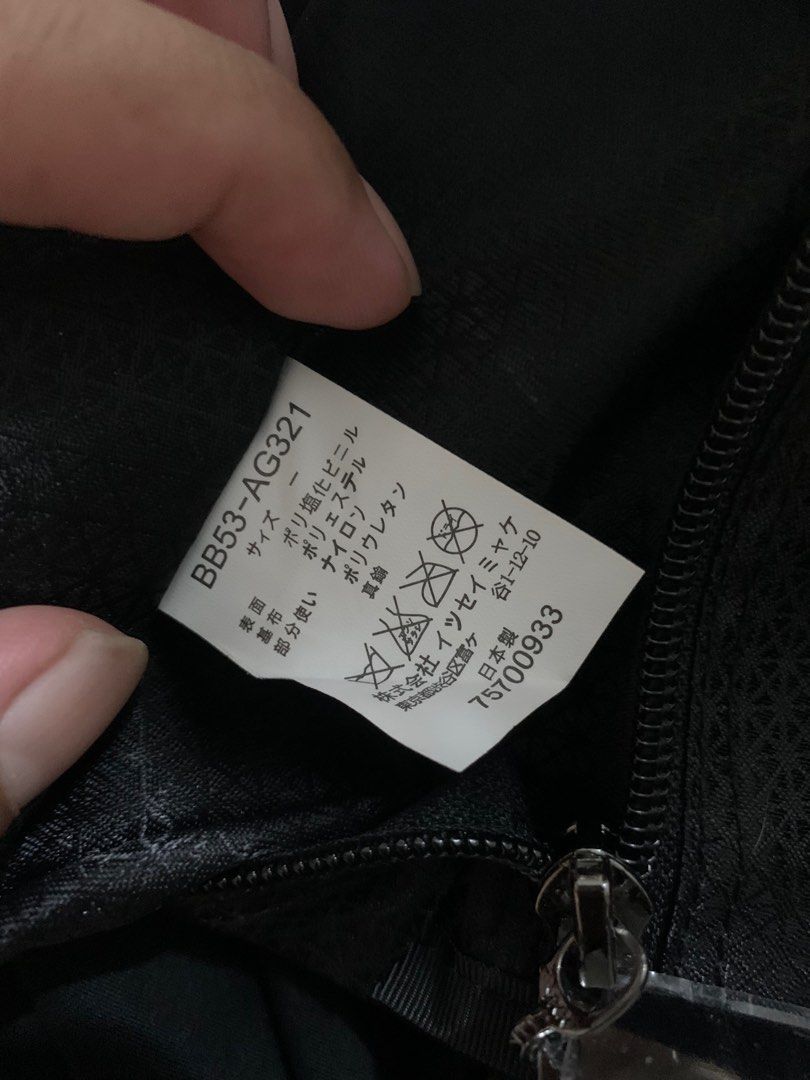 BB53-AG321
サイズ －
表面 ポリ塩化ビニル
基布 ポリエステル
部分使い ナイロン
ポリウレタン
真鍮
株式会社 イッセイミヤケ
東京都渋谷区富ヶ谷1-12-10
日本製
75700933